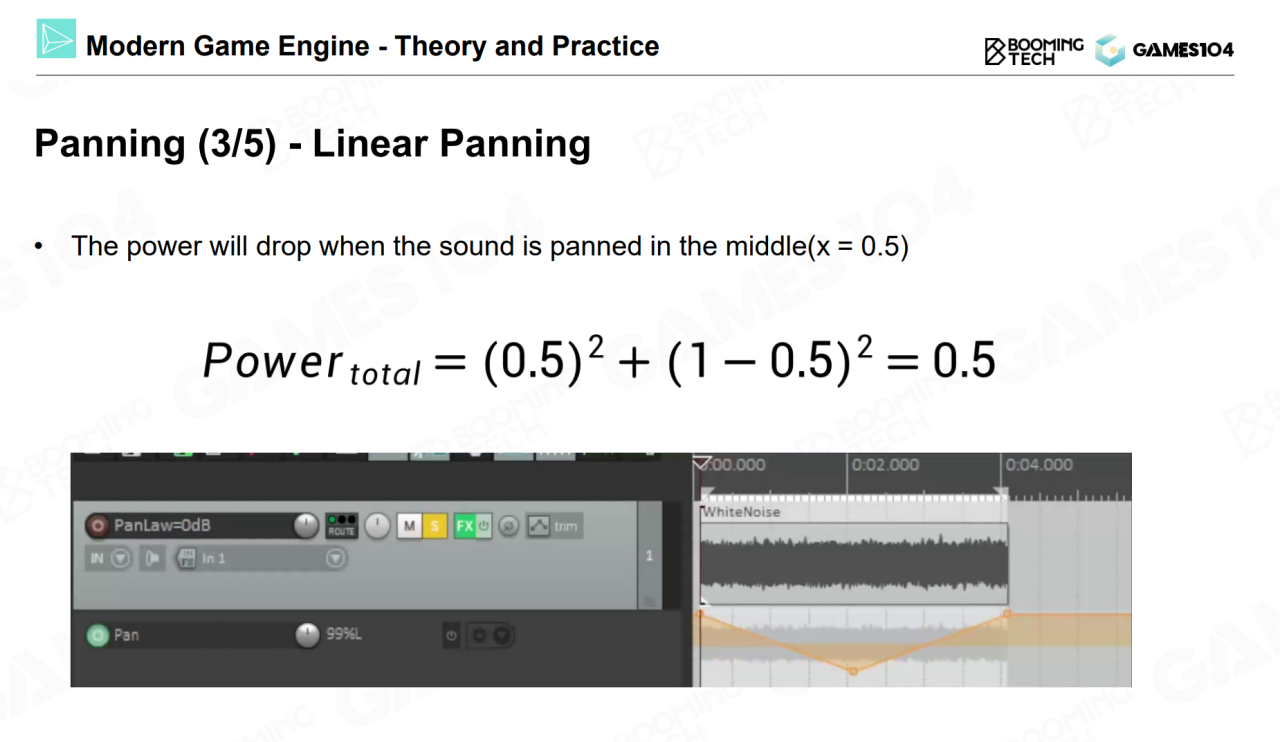 Modern Game Engine - Theory and Practice
BOOMING
TECH
GAMES104
Panning (3/5) - Linear Panning
• The power will drop when the sound is panned in the middle(x = 0.5)
Power total = (0.5)² + (1 – 0.5)² = 0.5
0:00.000 0:02.000 0:04.000
WhiteNoise
PanLaw=0dB ROUTE M S FX trim
IN FX In 1
1
Pan 99%L